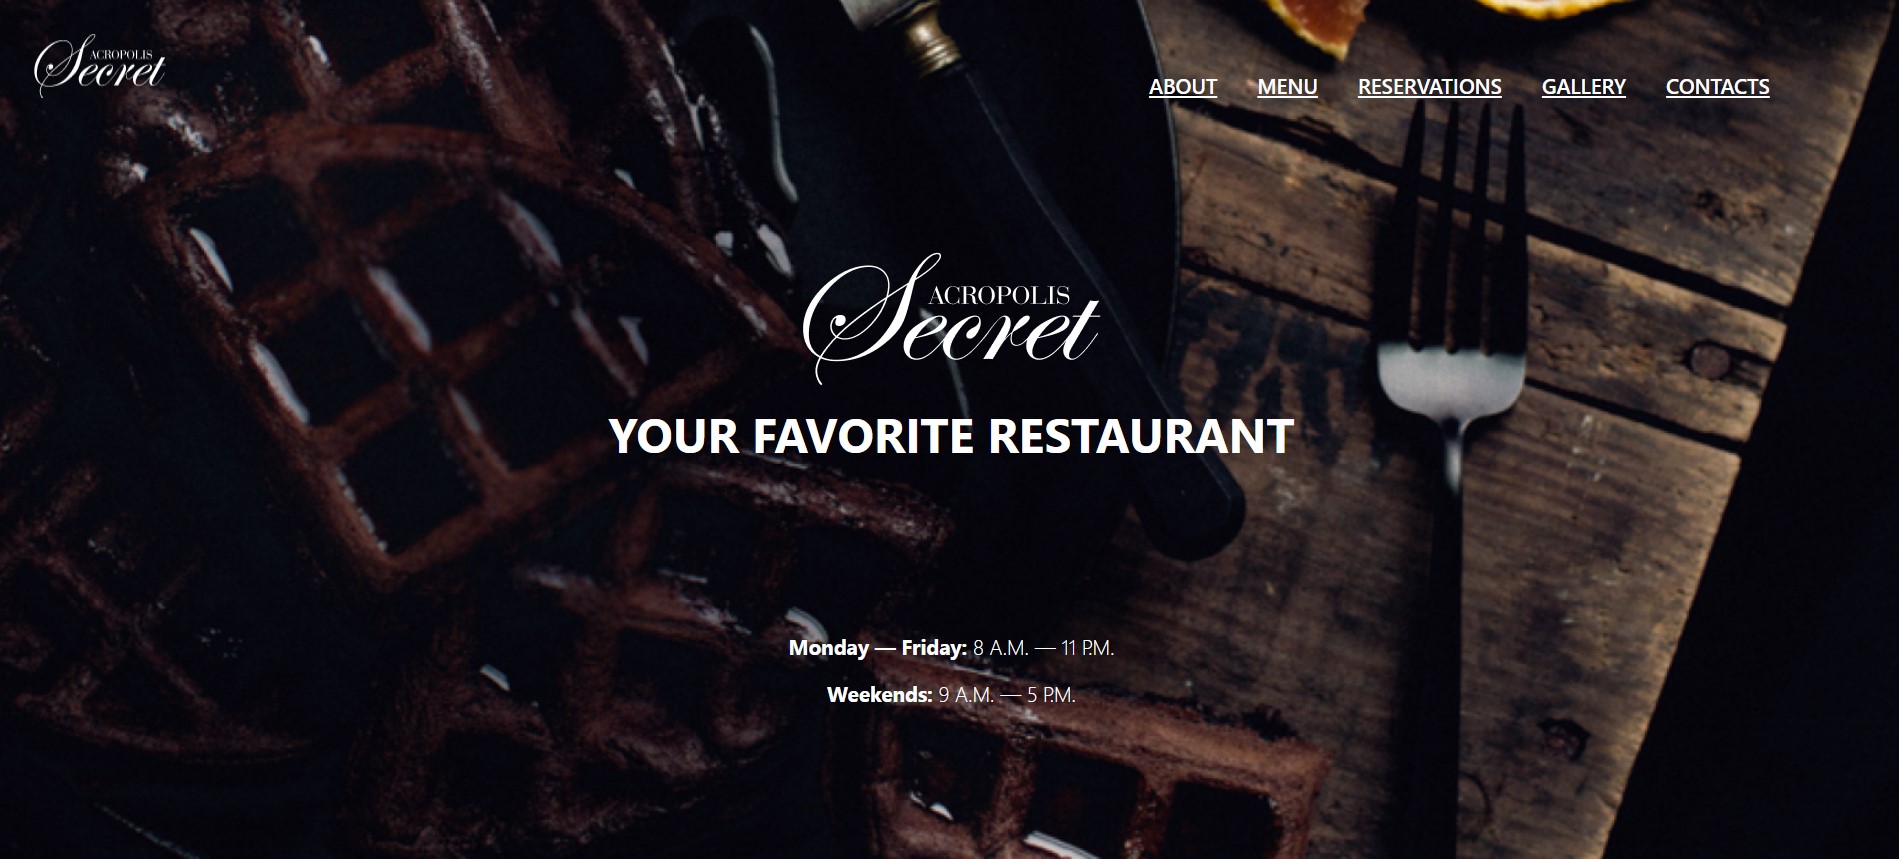 ACROPOLIS
Secret
ABOUT MENU RESERVATIONS GALLERY CONTACTS
ACROPOLIS
Secret
YOUR FAVORITE RESTAURANT
Monday — Friday: 8 A.M. — 11 P.M.
Weekends: 9 A.M. — 5 P.M.